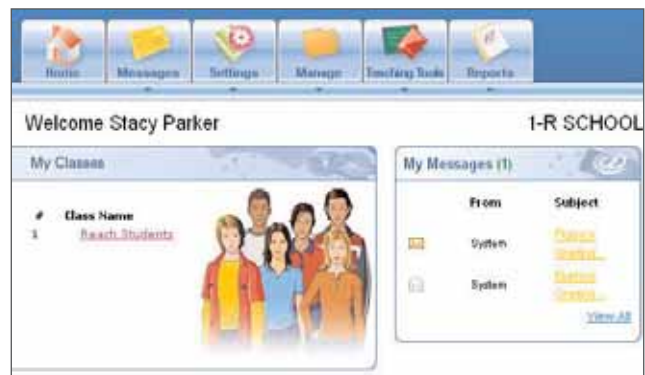 Home Messages Settings Manage Teaching Tools Reports
Welcome Stacy Parker 1-R SCHOOL
My Classes
# Class Name
1 Reach Students
My Messages (1)
From Subject
System
System
View All